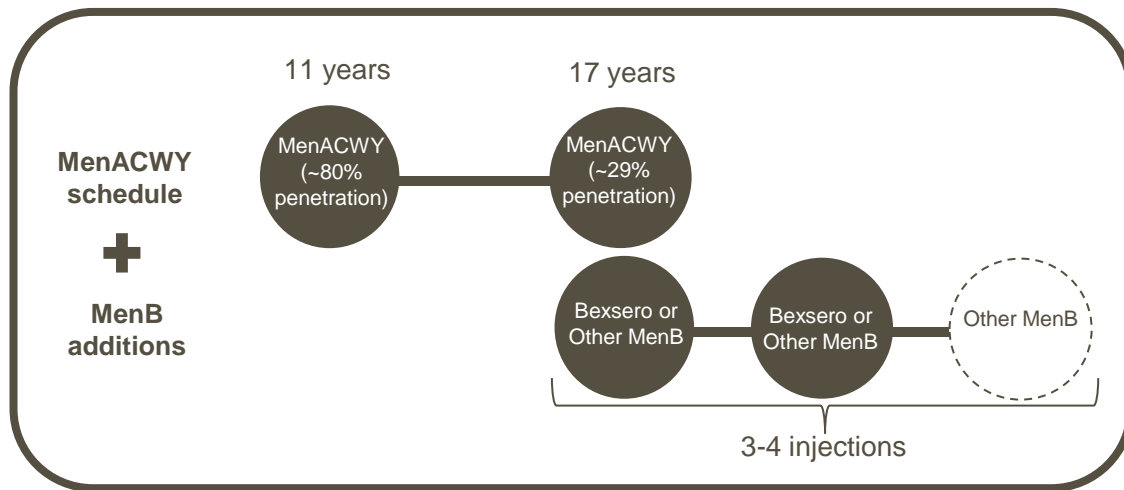 11 years
17 years
MenACWY
schedule
MenB
additions
MenACWY
(~80%
penetration)
MenACWY
(~29%
penetration)
Bexsero or
Other MenB
Bexsero or
Other MenB
Other MenB
3-4 injections